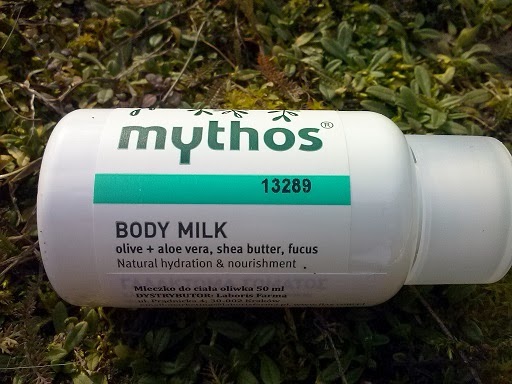 mythos®
13289
BODY MILK
olive + aloe vera, shea butter, fucus
Natural hydration & nourishment
Mleczko do ciała oliwka 50 ml
DYSTRYBUTOR: Laboris Farma